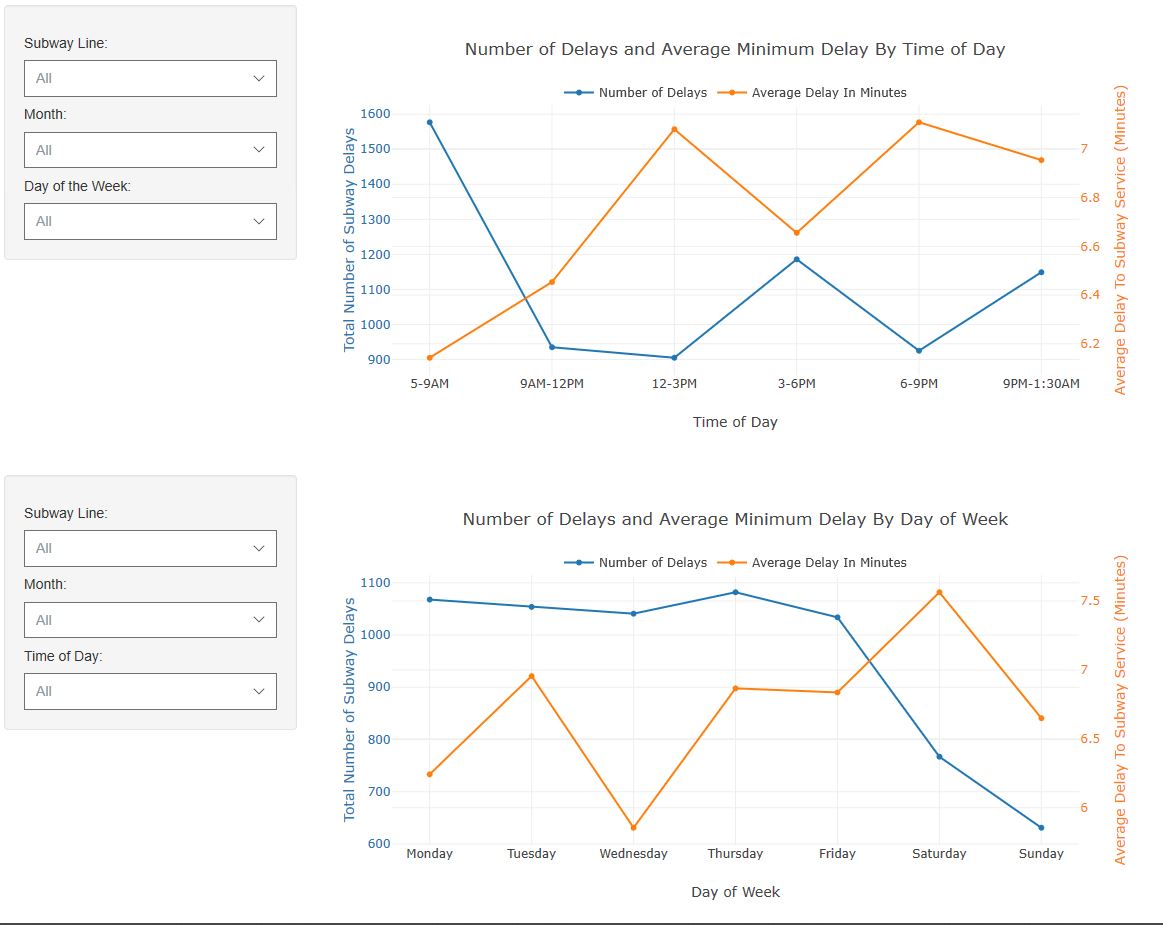 Subway Line:
All
Month:
All
Day of the Week:
All
Number of Delays and Average Minimum Delay By Time of Day
Number of Delays Average Delay In Minutes
Total Number of Subway Delays
1600
1500
1400
1300
1200
1100
1000
900
7
6.8
6.6
6.4
6.2
Average Delay To Subway Service (Minutes)
5-9AM 9AM-12PM 12-3PM 3-6PM 6-9PM 9PM-1:30AM
Time of Day
Subway Line:
All
Month:
All
Time of Day:
All
Number of Delays and Average Minimum Delay By Day of Week
Number of Delays Average Delay In Minutes
Total Number of Subway Delays
1100
1000
900
800
700
600
7.5
7
6.5
6
Average Delay To Subway Service (Minutes)
Monday Tuesday Wednesday Thursday Friday Saturday Sunday
Day of Week